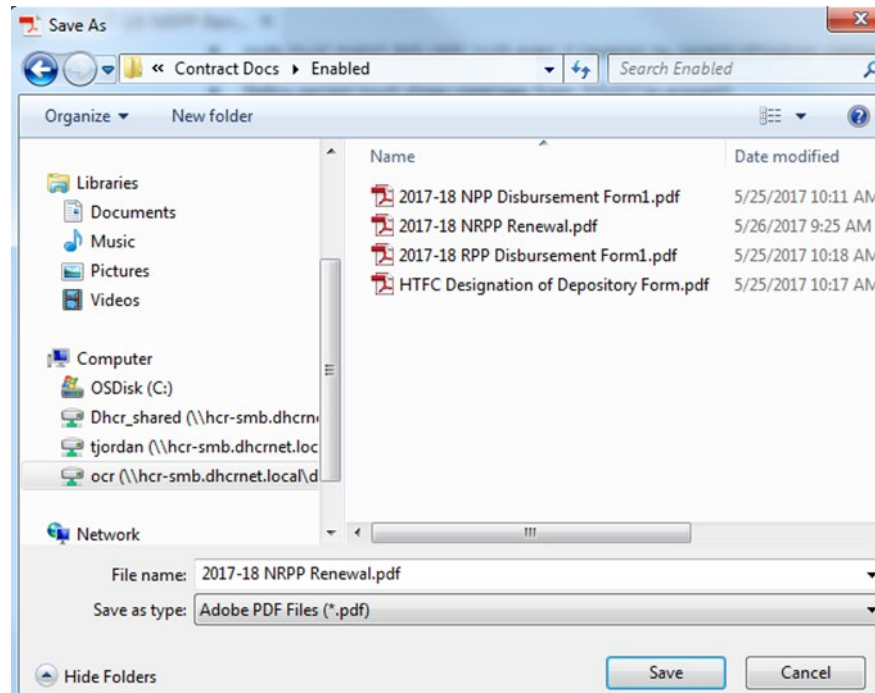 Save As
« Contract Docs ▸ Enabled
Search Enabled
Organize
New folder
Name
Date modified
Libraries
Documents
Music
Pictures
Videos
Computer
OSDisk (C:)
Dhcr_shared (\\hcr-smb.dhcrn
tjordan (\\hcr-smb.dhcrnet.loc
ocr (\\hcr-smb.dhcrnet.local\d
Network
2017-18 NPP Disbursement Form1.pdf 5/25/2017 10:11 AM
2017-18 NRPP Renewal.pdf 5/26/2017 9:25 AM
2017-18 RPP Disbursement Form1.pdf 5/25/2017 10:18 AM
HTFC Designation of Depository Form.pdf 5/25/2017 10:17 AM
File name: 2017-18 NRPP Renewal.pdf
Save as type: Adobe PDF Files (*.pdf)
Hide Folders
Save
Cancel